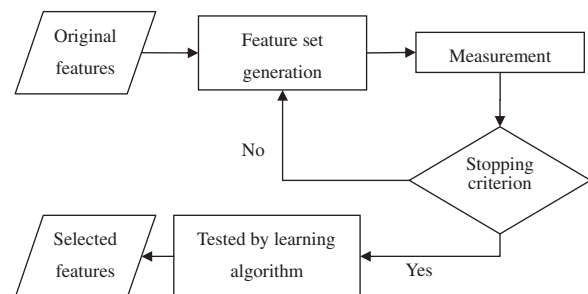 Original
features
Feature set
generation
Measurement
No
Stopping
criterion
Selected
features
Tested by learning
algorithm
Yes